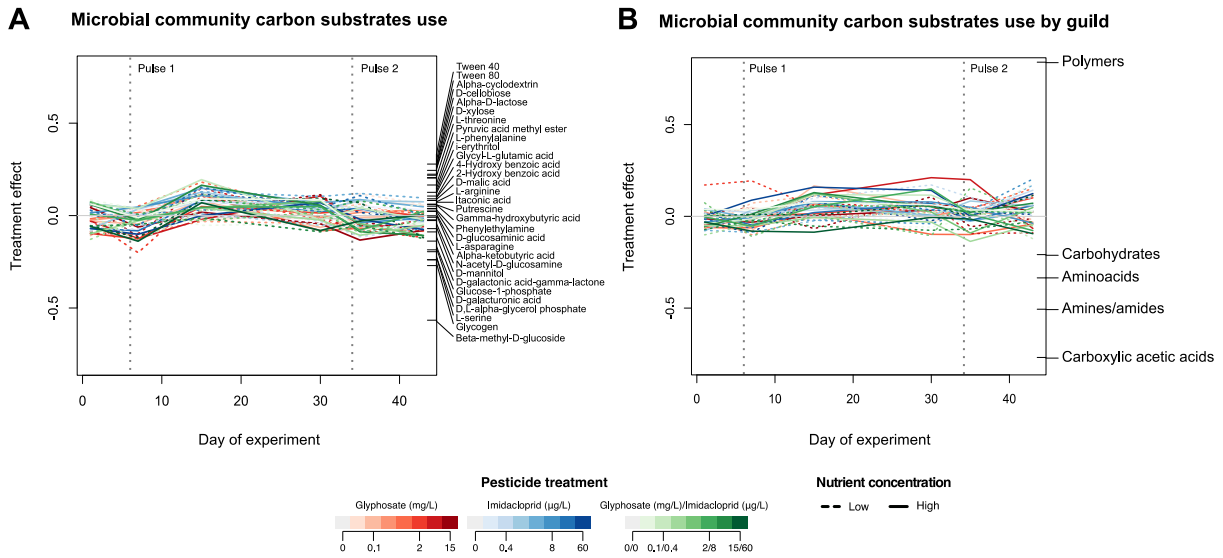 A
Microbial community carbon substrates use
Treatment effect
0.5
0.0
-0.5
Pulse 1
Pulse 2
Tween 40
Tween 80
Alpha-cyclodextrin
D-cellobiose
Alpha-D-lactose
D-xylose
L-threonine
Pyruvic acid methyl ester
L-phenylalanine
i-erythritol
Glycyl-L-glutamic acid
4-Hydroxy benzoic acid
2-Hydroxy benzoic acid
D-malic acid
L-arginine
Itaconic acid
Putrescine
Gamma-hydroxybutyric acid
Phenylethylamine
D-glucosaminic acid
L-asparagine
Alpha-ketobutyric acid
N-acetyl-D-glucosamine
D-mannitol
D-galactonic acid-gamma-lactone
Glucose-1-phosphate
D-galacturonic acid
D,L-alpha-glycerol phosphate
L-serine
Glycogen
Beta-methyl-D-glucoside
0 10 20 30 40
Day of experiment
B
Microbial community carbon substrates use by guild
Treatment effect
0.5
0.0
-0.5
Pulse 1
Pulse 2
Polymers
Carbohydrates
Aminoacids
Amines/amides
Carboxylic acetic acids
0 10 20 30 40
Day of experiment
Pesticide treatment
Glyphosate (mg/L)
0 0.1 2 15
Imidacloprid (µg/L)
0 0.4 8 60
Glyphosate (mg/L)/Imidacloprid (µg/L)
0/0 0.1/0.4 2/8 15/60
Nutrient concentration
Low High